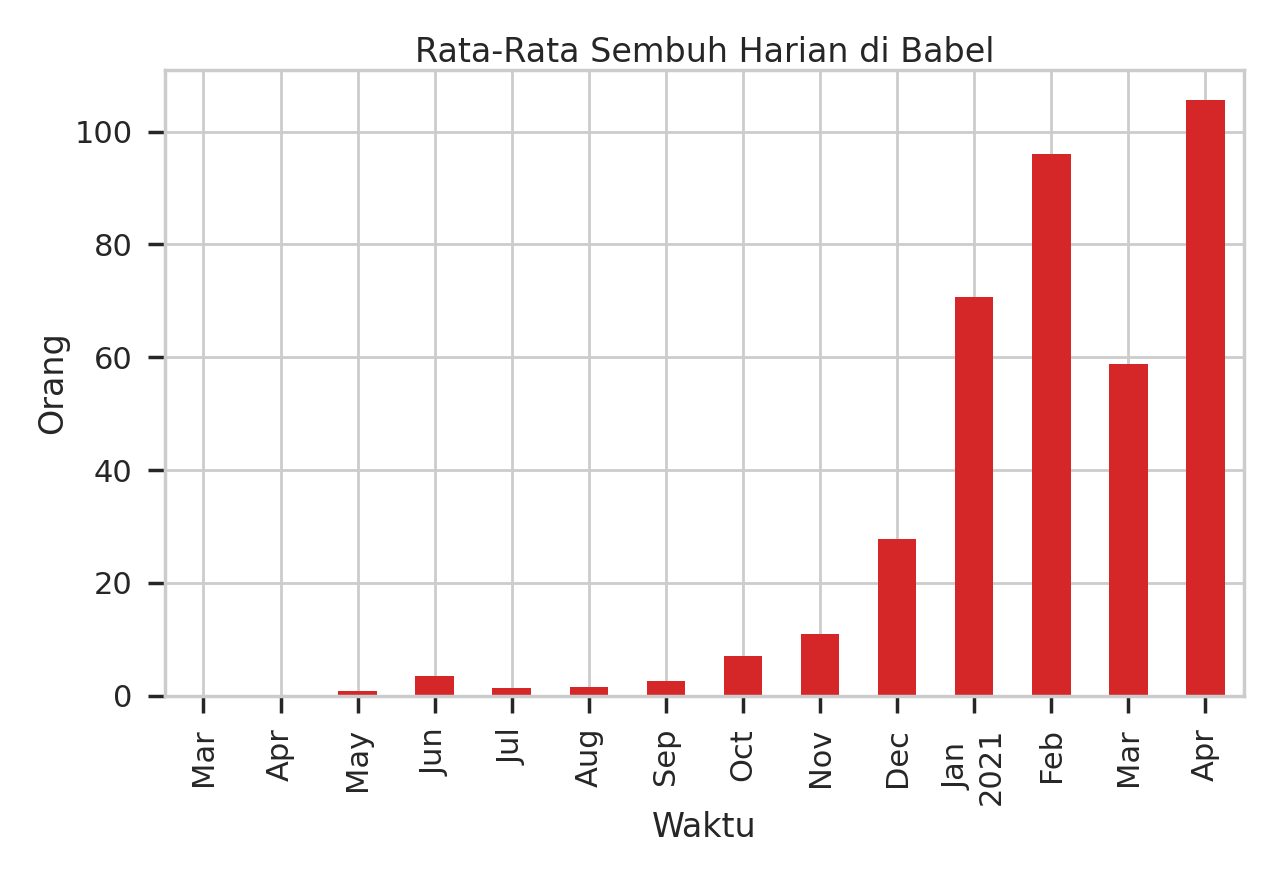 Rata-Rata Sembuh Harian di Babel
Orang
100
80
60
40
20
0
Mar
Apr
May
Jun
Jul
Aug
Sep
Oct
Nov
Dec
Jan
2021
Feb
Mar
Apr
Waktu